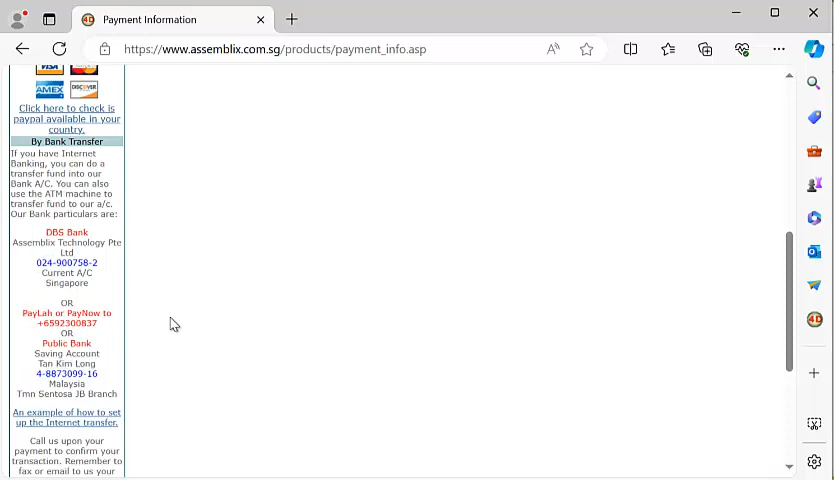 Payment Information
https://www.assemblix.com.sg/products/payment_info.asp
VISA
AMEX DISCOVER
Click here to check is
paypal available in your
country.
By Bank Transfer
If you have Internet
Banking, you can do a
transfer fund into our
Bank A/C. You can also
use the ATM machine to
transfer fund to our a/c.
Our Bank particulars are:
DBS Bank
Assemblix Technology Pte
Ltd
024-900758-2
Current A/C
Singapore
OR
PayLah or PayNow to
+6592300837
OR
Public Bank
Saving Account
Tan Kim Long
4-8873099-16
Malaysia
Tmn Sentosa JB Branch
An example of how to set
up the Internet transfer.
Call us upon your
payment to confirm your
transaction. Remember to
fax or email to us your